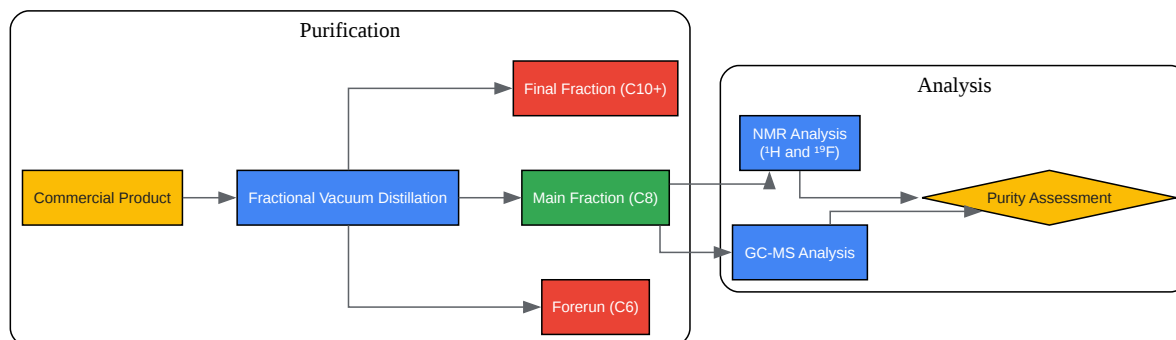 Purification
Final Fraction (C10+)
Commercial Product
Fractional Vacuum Distillation
Main Fraction (C8)
Forerun (C6)
Analysis
NMR Analysis
(¹H and ¹⁹F)
GC-MS Analysis
Purity Assessment